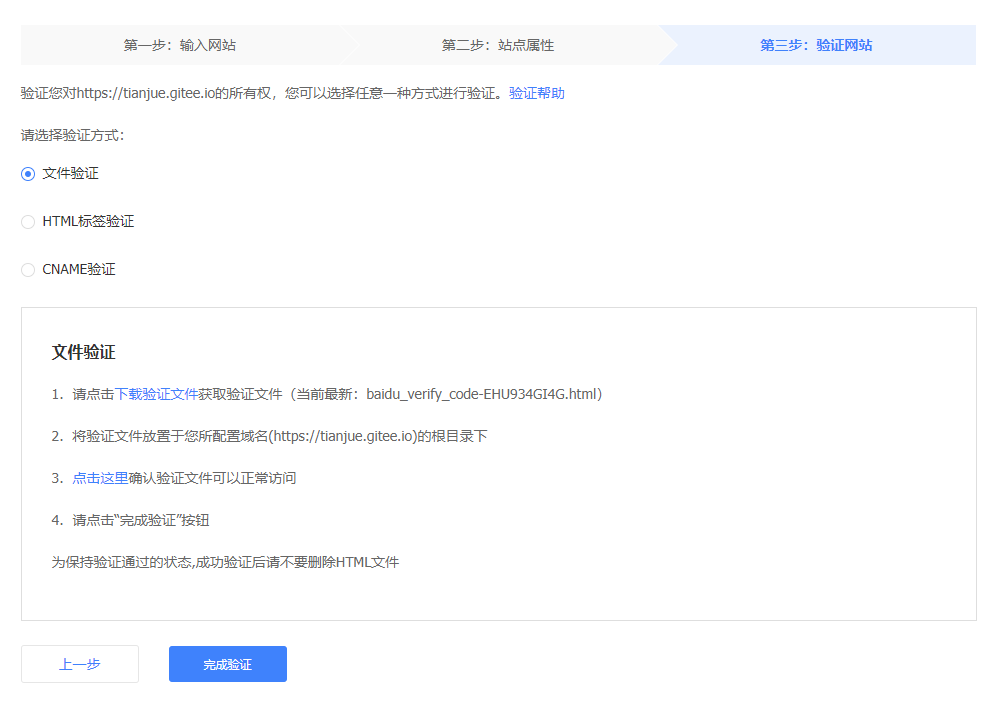 第一步：输入网站 第二步：站点属性 第三步：验证网站
验证您对https://tianjue.gitee.io的所有权，您可以选择任意一种方式进行验证。验证帮助
请选择验证方式：
文件验证
HTML标签验证
CNAME验证
文件验证
1. 请点击下载验证文件获取验证文件（当前最新：baidu_verify_code-EHU934GI4G.html）
2. 将验证文件放置于您所配置域名(https://tianjue.gitee.io)的根目录下
3. 点击这里确认验证文件可以正常访问
4. 请点击“完成验证”按钮
为保持验证通过的状态,成功验证后请不要删除HTML文件
上一步 完成验证